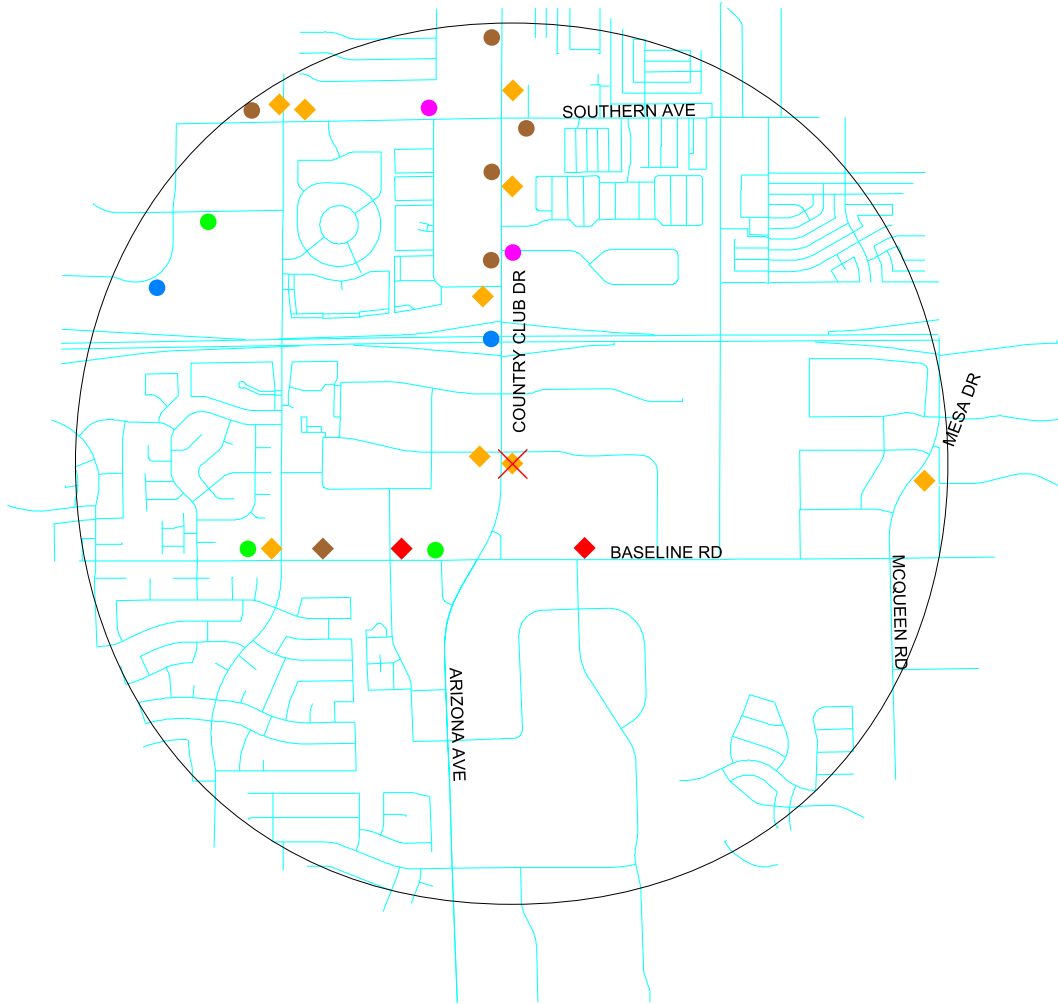 SOUTHERN AVE
COUNTRY CLUB DR
MESA DR
BASELINE RD
MCQUEEN RD
ARIZONA AVE